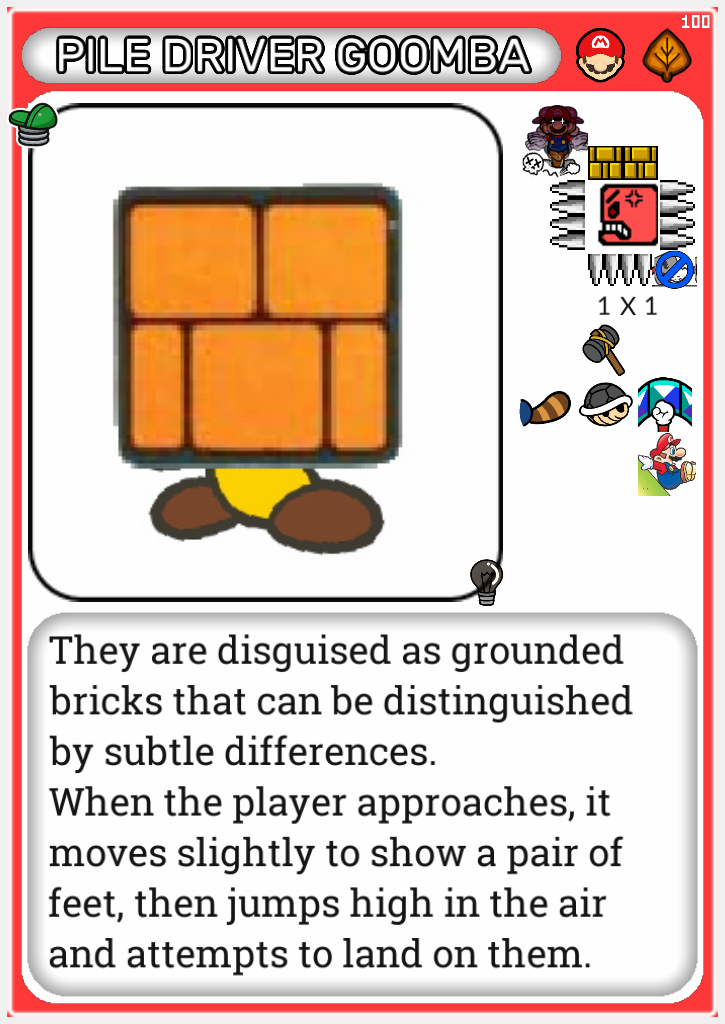 100
PILE DRIVER GOOMBA
1 X 1
They are disguised as grounded
bricks that can be distinguished
by subtle differences.
When the player approaches, it
moves slightly to show a pair of
feet, then jumps high in the air
and attempts to land on them.